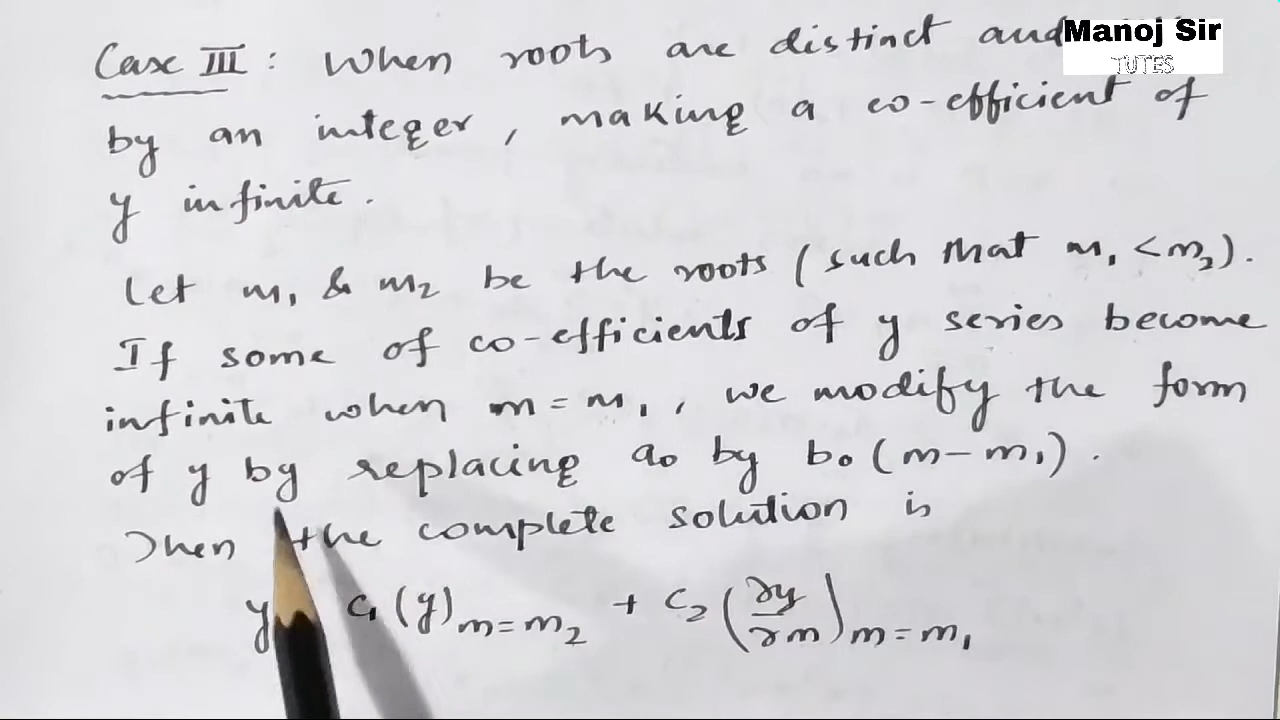 Case III : When roots are distinct and
Manoj Sir
TUTES
by an integer, making a co-efficient of
y infinite.
Let m₁ & m₂ be the roots (such that m₁ < m₂).
If some of co-efficients of y series become
infinite when m = m₁, we modify the form
of y by replacing a₀ by b₀ (m - m₁).
Then the complete solution is
y c₁ (y)ₘ₌ₘ₂ + c₂ (∂y/∂m)ₘ₌ₘ₁